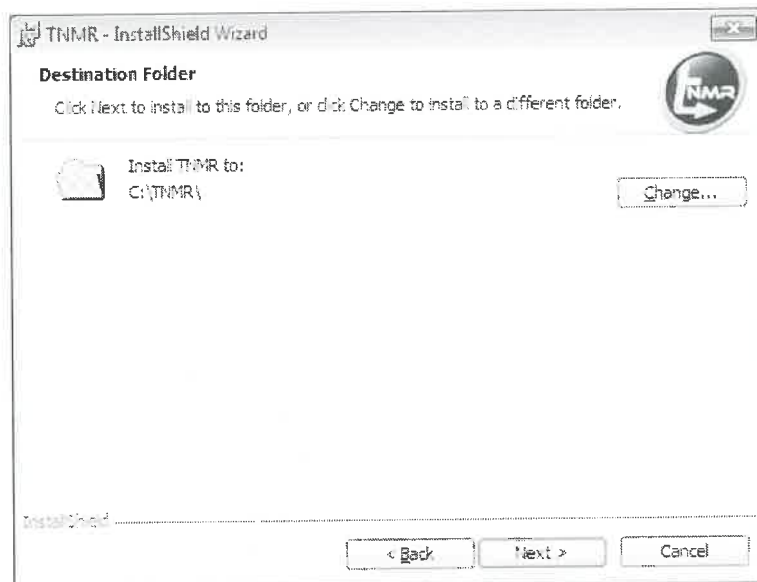 TNMR - InstallShield Wizard
Destination Folder
Click Next to install to this folder, or click Change to install to a different folder.
NMR
Install TNMR to:
C:\TNMR\
Change...
InstallShield
< Back
Next >
Cancel